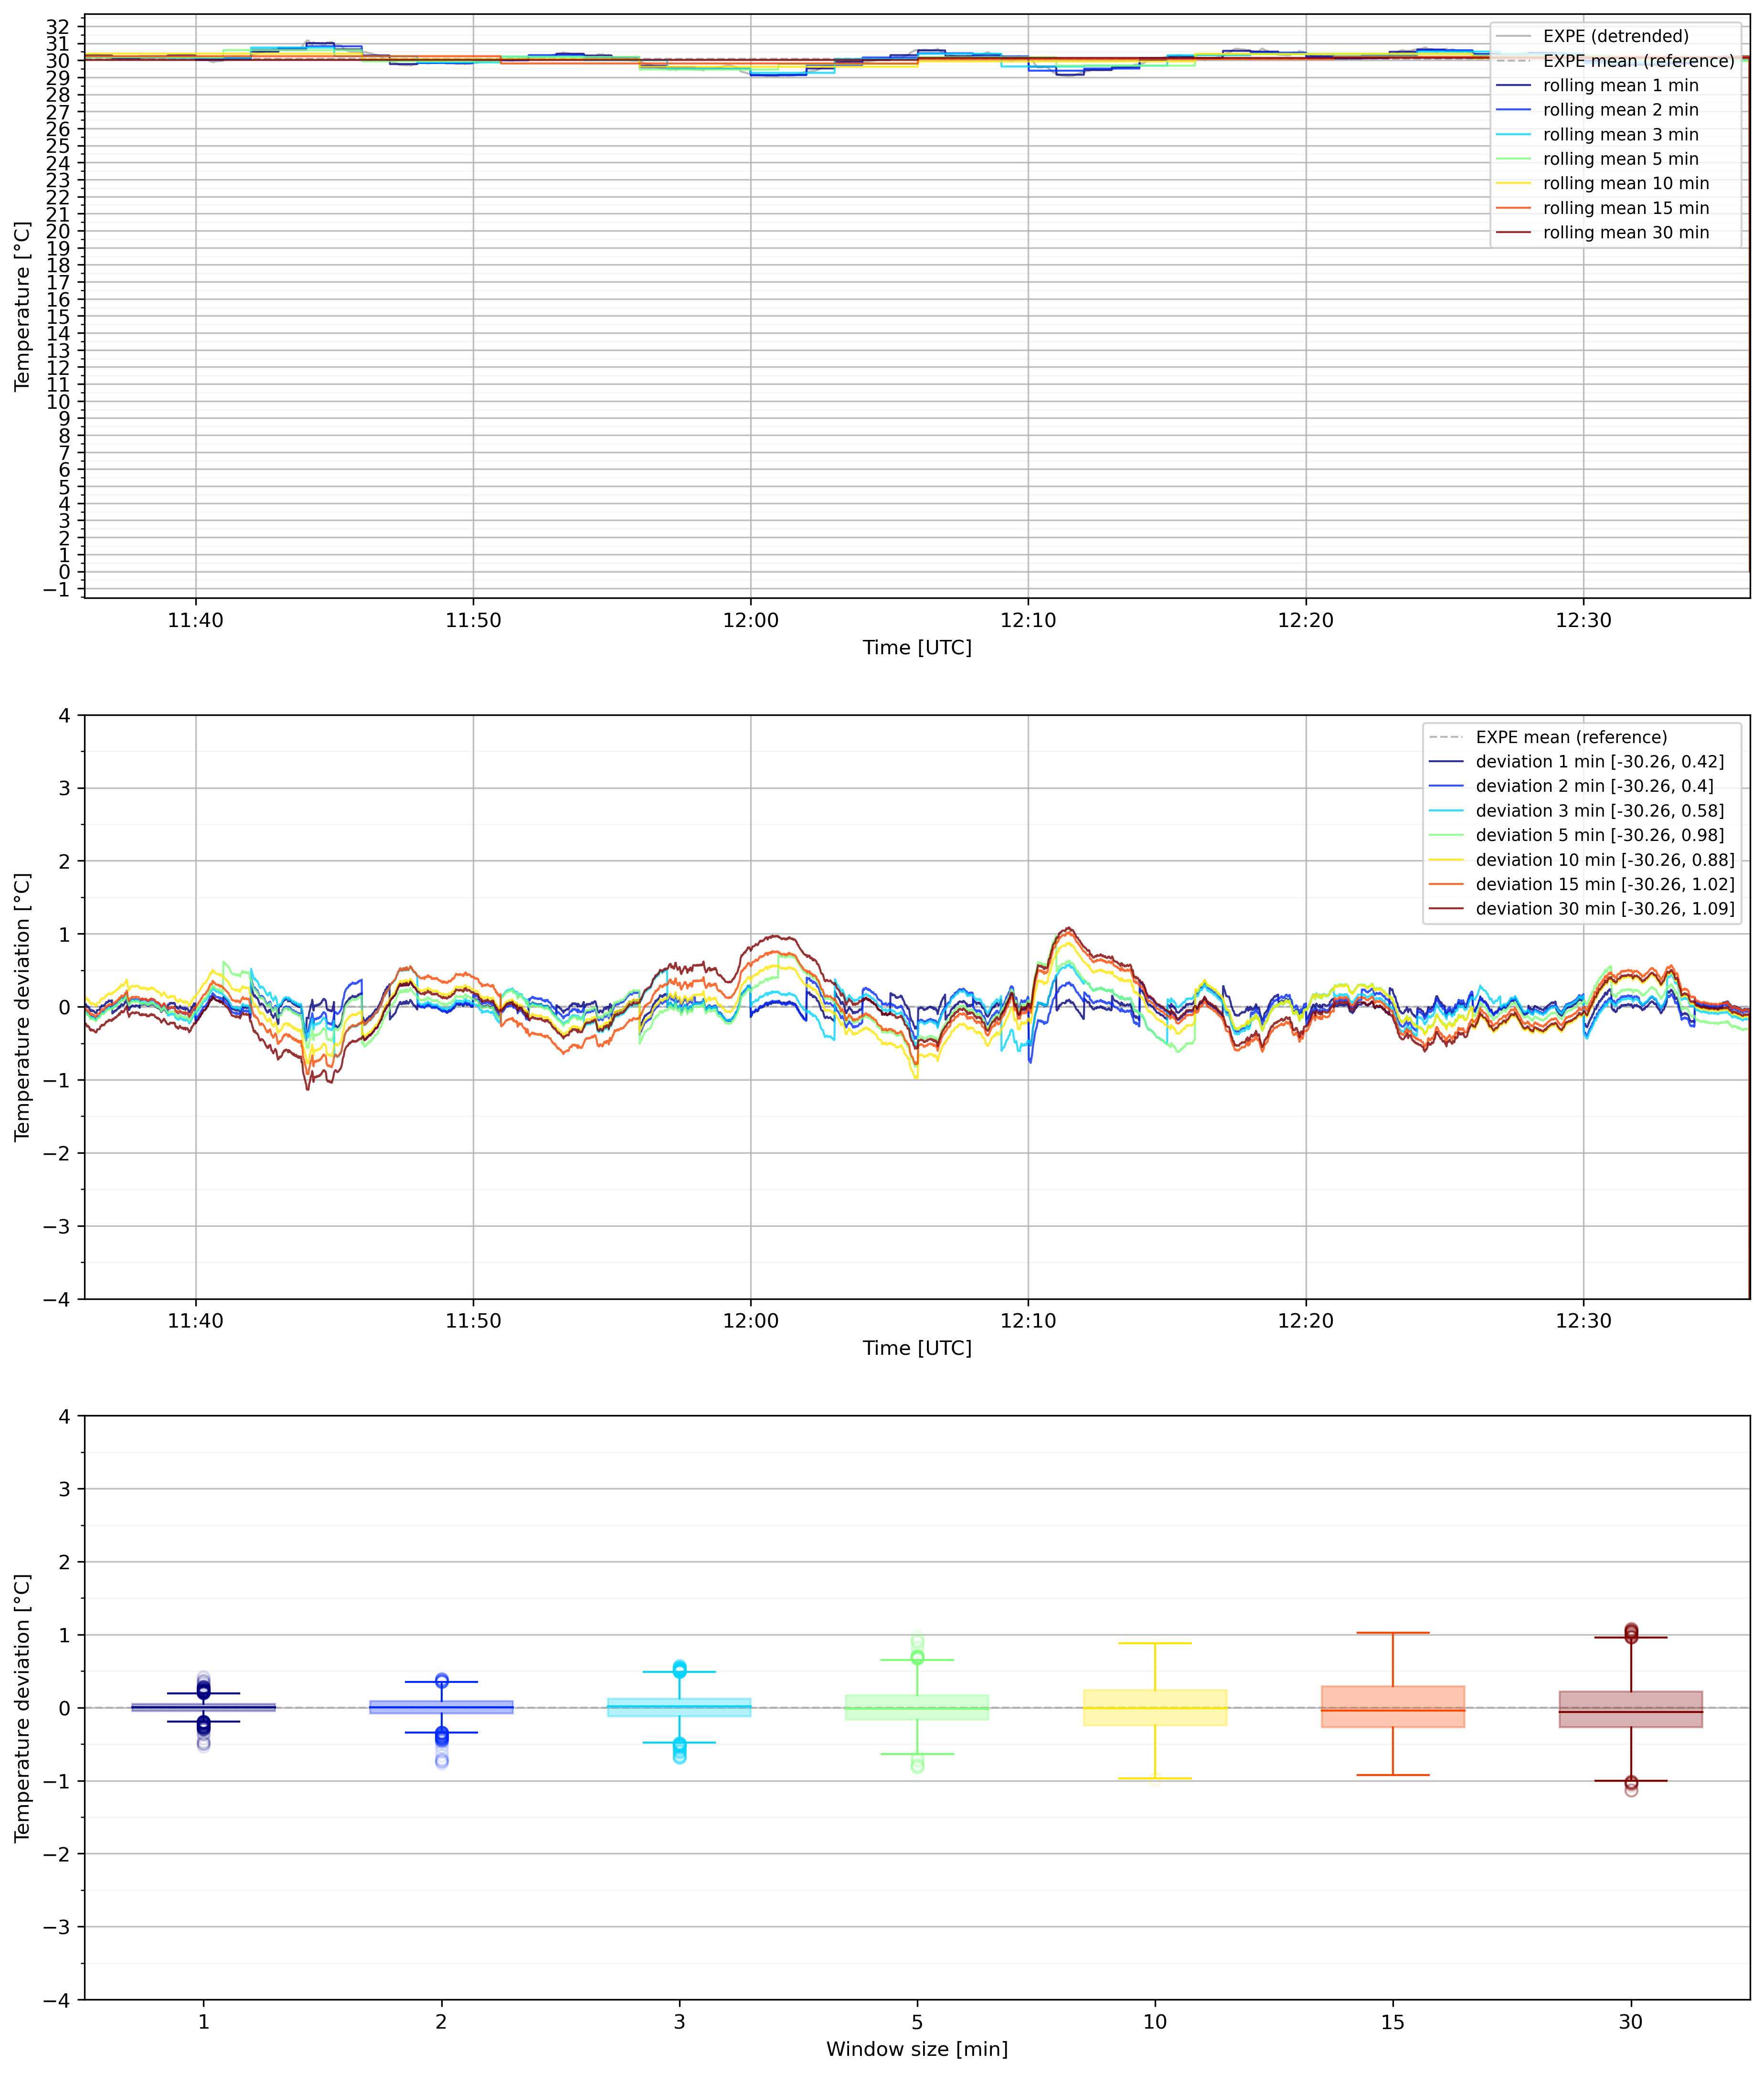 32
31
30
29
28
27
26
25
24
23
22
21
20
19
18
17
16
15
14
13
12
11
10
9
8
7
6
5
4
3
2
1
0
−1
Temperature [°C]
EXPE (detrended)
EXPE mean (reference)
rolling mean 1 min
rolling mean 2 min
rolling mean 3 min
rolling mean 5 min
rolling mean 10 min
rolling mean 15 min
rolling mean 30 min
11:40 11:50 12:00 12:10 12:20 12:30
Time [UTC]
4
3
2
1
0
−1
−2
−3
−4
Temperature deviation [°C]
EXPE mean (reference)
deviation 1 min [-30.26, 0.42]
deviation 2 min [-30.26, 0.4]
deviation 3 min [-30.26, 0.58]
deviation 5 min [-30.26, 0.98]
deviation 10 min [-30.26, 0.88]
deviation 15 min [-30.26, 1.02]
deviation 30 min [-30.26, 1.09]
11:40 11:50 12:00 12:10 12:20 12:30
Time [UTC]
4
3
2
1
0
−1
−2
−3
−4
Temperature deviation [°C]
1 2 3 5 10 15 30
Window size [min]